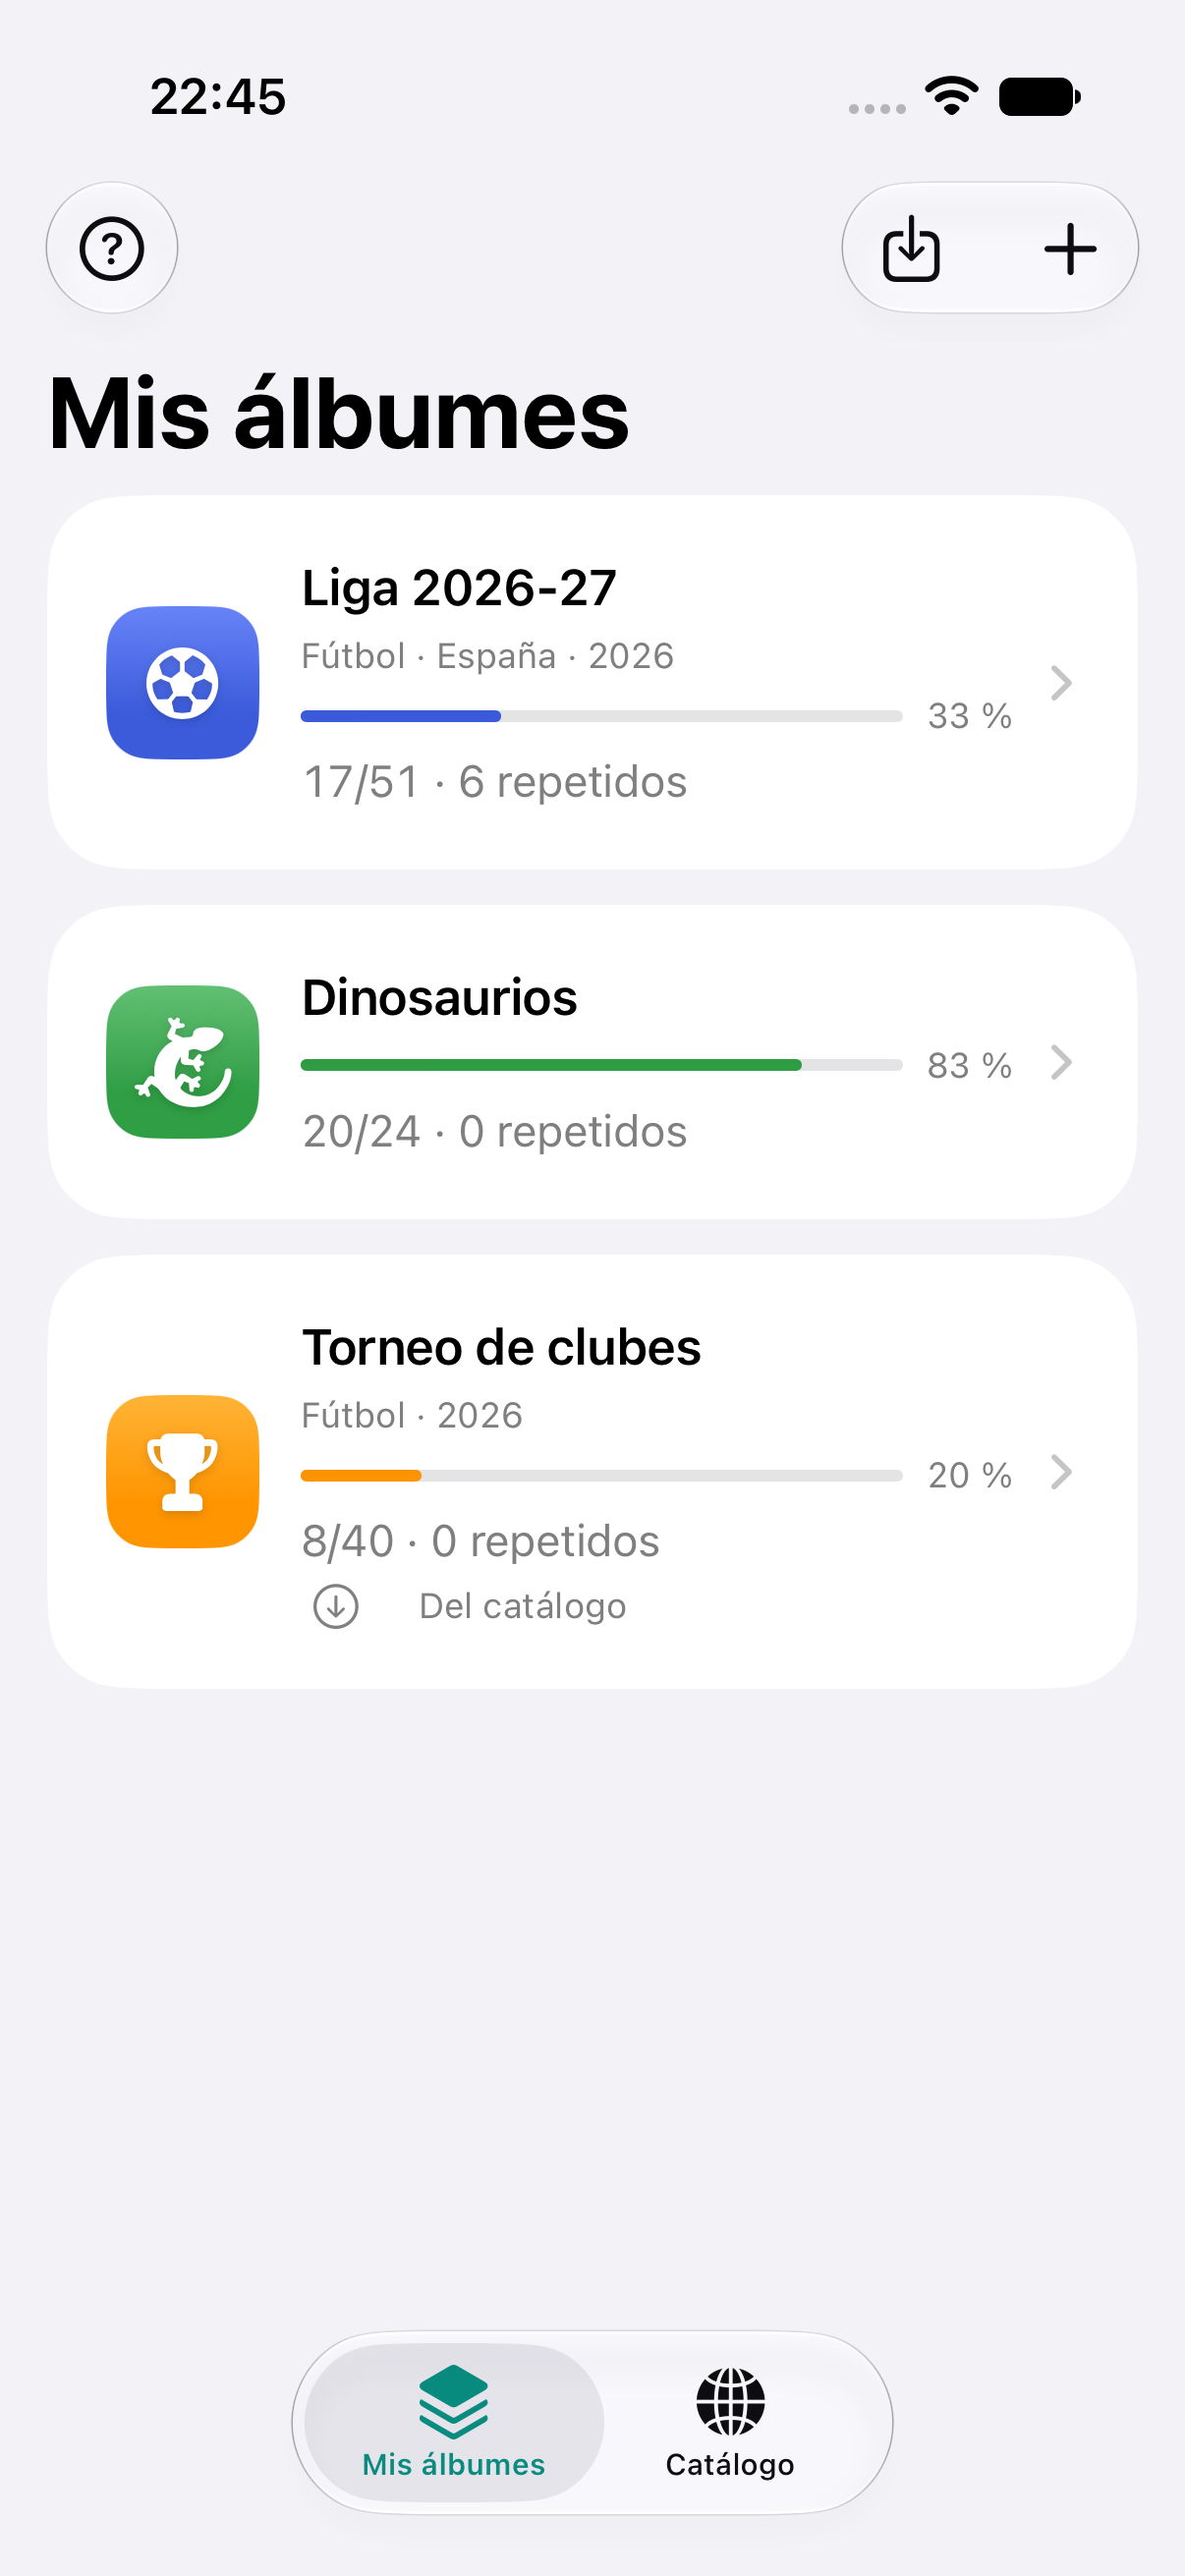 22:45
Mis álbumes
Liga 2026-27
Fútbol · España · 2026
33 %
17/51 · 6 repetidos
Dinosaurios
83 %
20/24 · 0 repetidos
Torneo de clubes
Fútbol · 2026
20 %
8/40 · 0 repetidos
Del catálogo
Mis álbumes
Catálogo